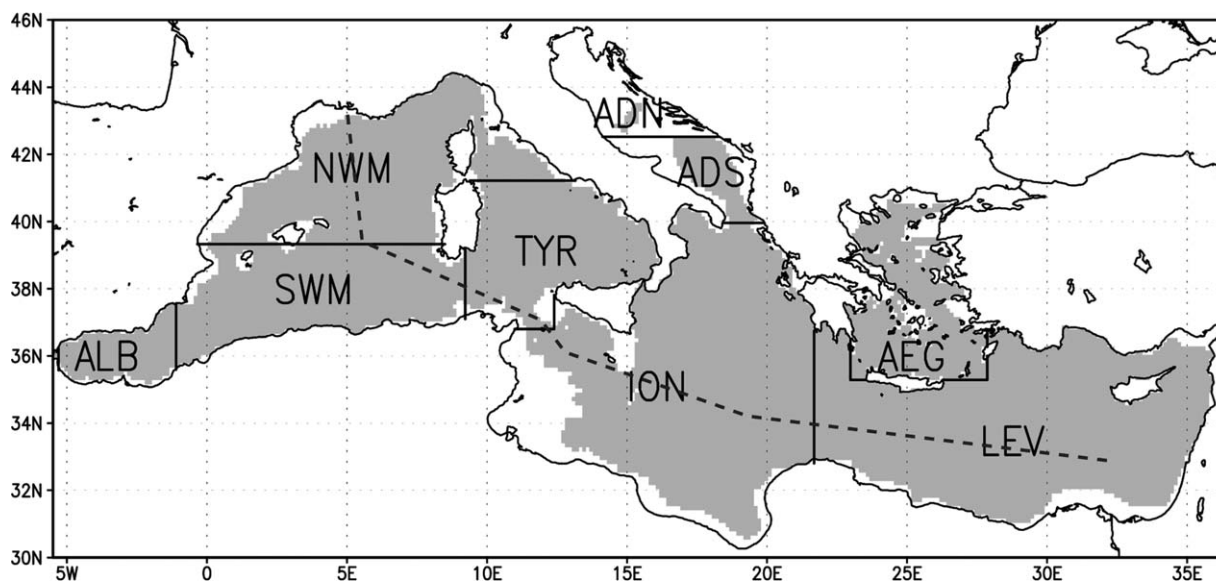 46N
44N
ADN
42N
NWM
ADS
40N
TYR
38N
SWM
36N
ALB
AEG
ION
34N
LEV
32N
30N
5W 0 5E 10E 15E 20E 25E 30E 35E